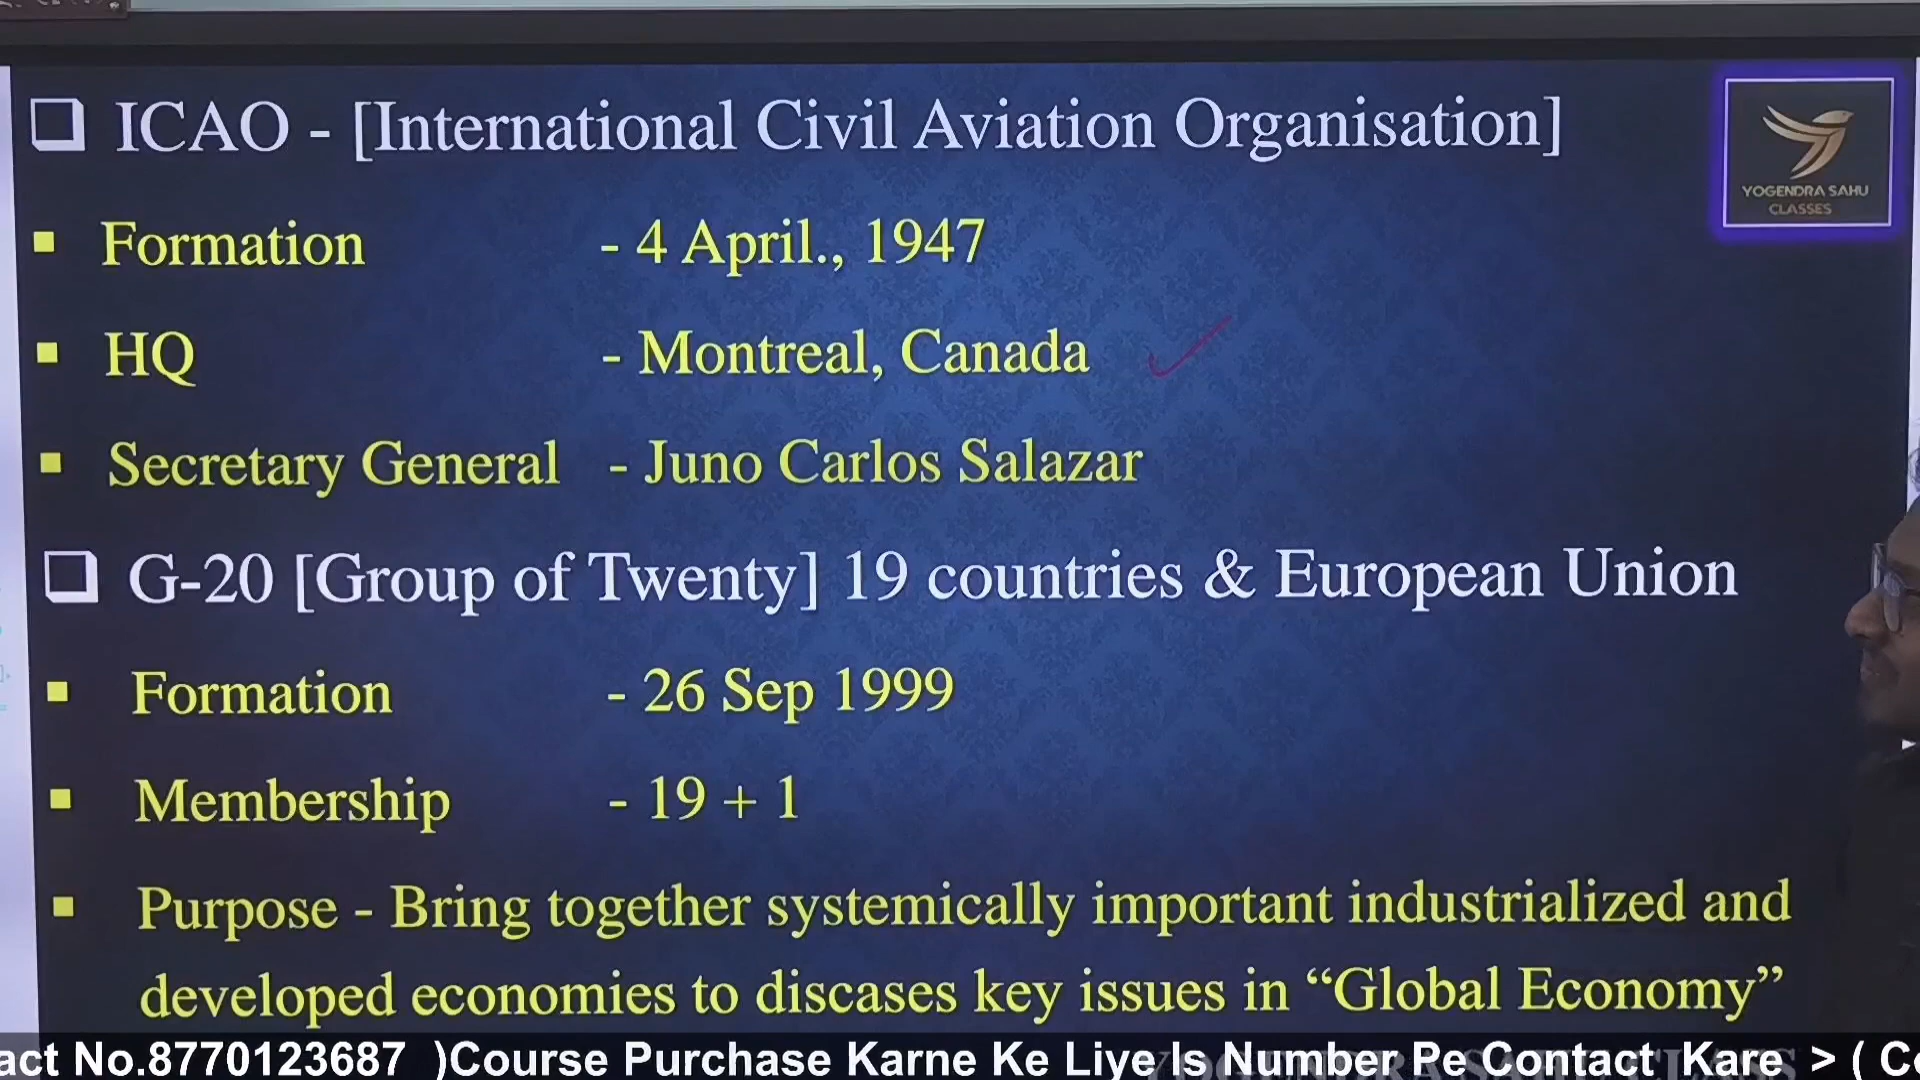 ICAO - [International Civil Aviation Organisation]
YOGENDRA SAHU
CLASSES
Formation - 4 April., 1947
HQ - Montreal, Canada
Secretary General - Juno Carlos Salazar
G-20 [Group of Twenty] 19 countries & European Union
Formation - 26 Sep 1999
Membership - 19 + 1
Purpose - Bring together systemically important industrialized and
developed economies to discases key issues in “Global Economy”
act No.8770123687 )Course Purchase Karne Ke Liye Is Number Pe Contact Kare > ( Co